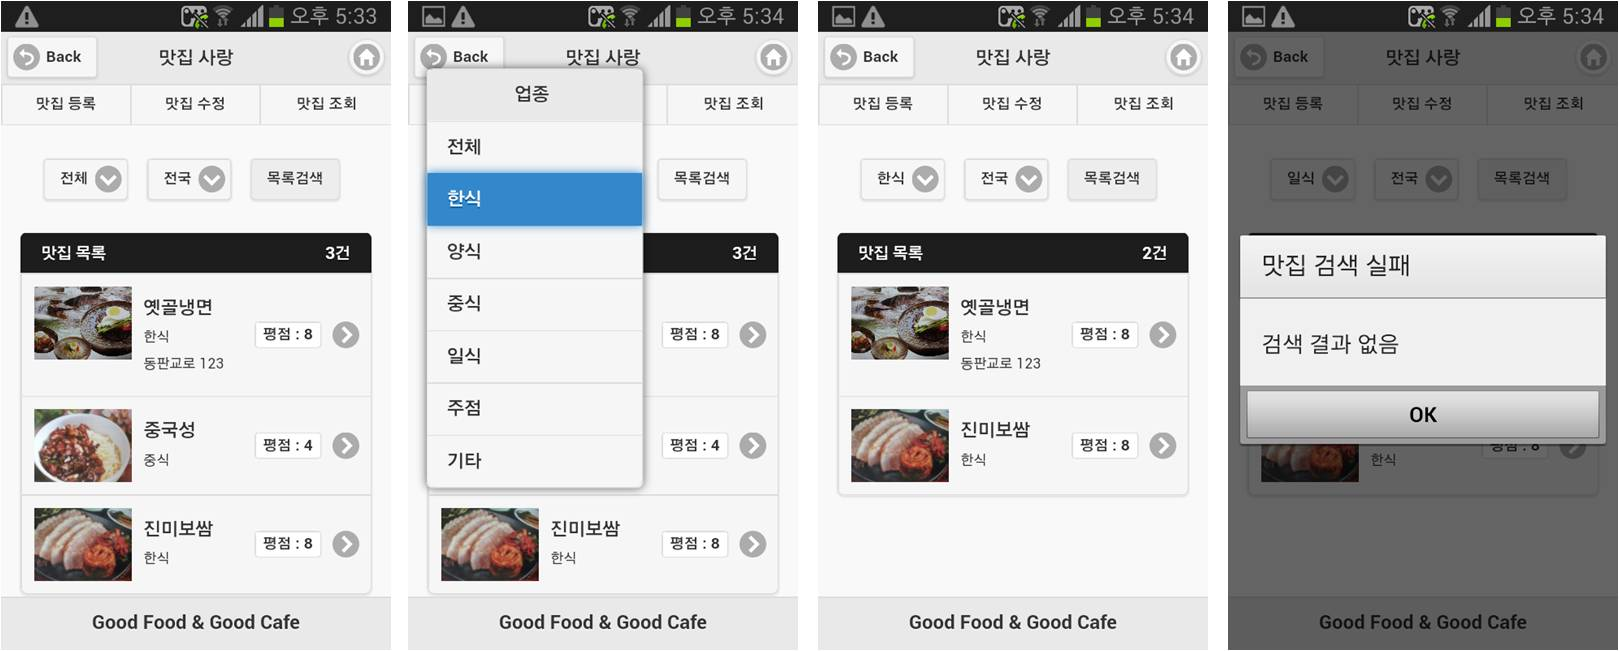 오후 5:33
Back
맛집 사랑
맛집 등록
맛집 수정
맛집 조회
전체
전국
목록검색
맛집 목록
3건
옛골냉면
한식
동판교로 123
평점 : 8
중국성
중식
평점 : 4
진미보쌈
한식
평점 : 8
Good Food & Good Cafe
오후 5:34
Back
맛집 사랑
맛집 조회
업종
전체
한식
양식
중식
일식
주점
기타
목록검색
3건
평점 : 8
평점 : 4
진미보쌈
한식
평점 : 8
Good Food & Good Cafe
오후 5:34
Back
맛집 사랑
맛집 등록
맛집 수정
맛집 조회
한식
전국
목록검색
맛집 목록
2건
옛골냉면
한식
동판교로 123
평점 : 8
진미보쌈
한식
평점 : 8
Good Food & Good Cafe
오후 5:34
Back
맛집 사랑
맛집 등록
맛집 수정
맛집 조회
일식
전국
목록검색
맛집 검색 실패
검색 결과 없음
OK
한식
평점 : 8
Good Food & Good Cafe